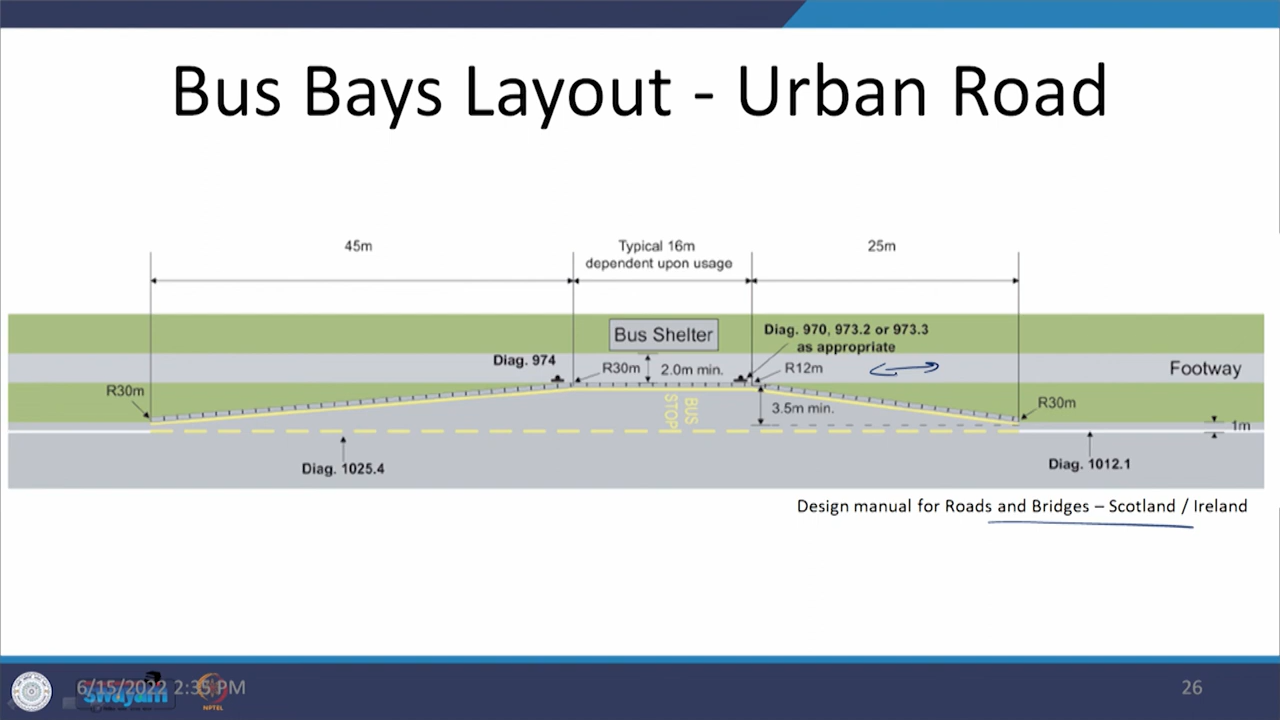 Bus Bays Layout - Urban Road
45m
Typical 16m
dependent upon usage
25m
Bus Shelter
Diag. 970, 973.2 or 973.3
as appropriate
Diag. 974
R30m
2.0m min.
R12m
Footway
R30m
3.5m min.
BUS
STOP
R30m
1m
Diag. 1025.4
Diag. 1012.1
Design manual for Roads and Bridges – Scotland / Ireland
6/15/2022 2:35 PM
swayam
NPTEL
26